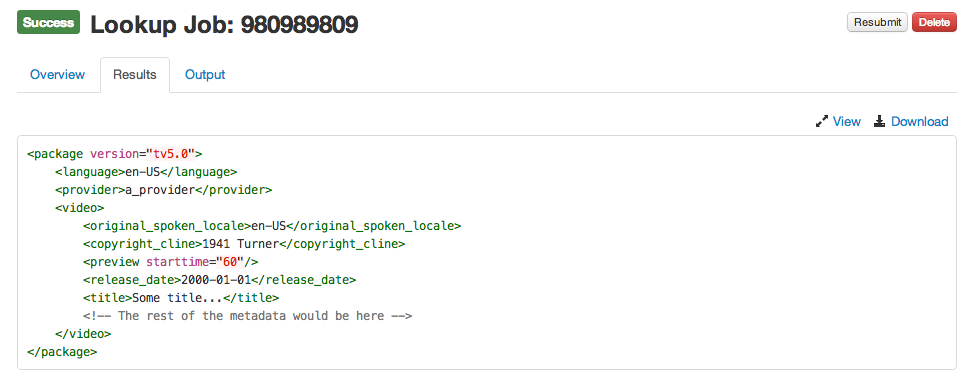 Success Lookup Job: 980989809 Resubmit Delete
Overview Results Output
View Download
<package version="tv5.0">
    <language>en-US</language>
    <provider>a_provider</provider>
    <video>
        <original_spoken_locale>en-US</original_spoken_locale>
        <copyright_cline>1941 Turner</copyright_cline>
        <preview starttime="60"/>
        <release_date>2000-01-01</release_date>
        <title>Some title...</title>
        <!-- The rest of the metadata would be here -->
    </video>
</package>